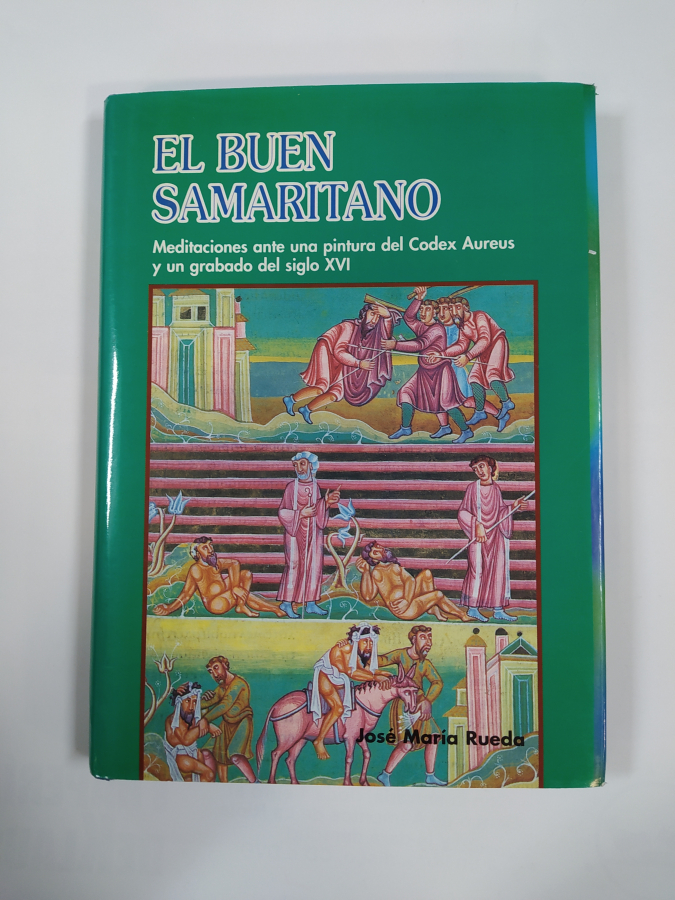 EL BUEN
SAMARITANO
Meditaciones ante una pintura del Codex Aureus
y un grabado del siglo XVI
José María Rueda